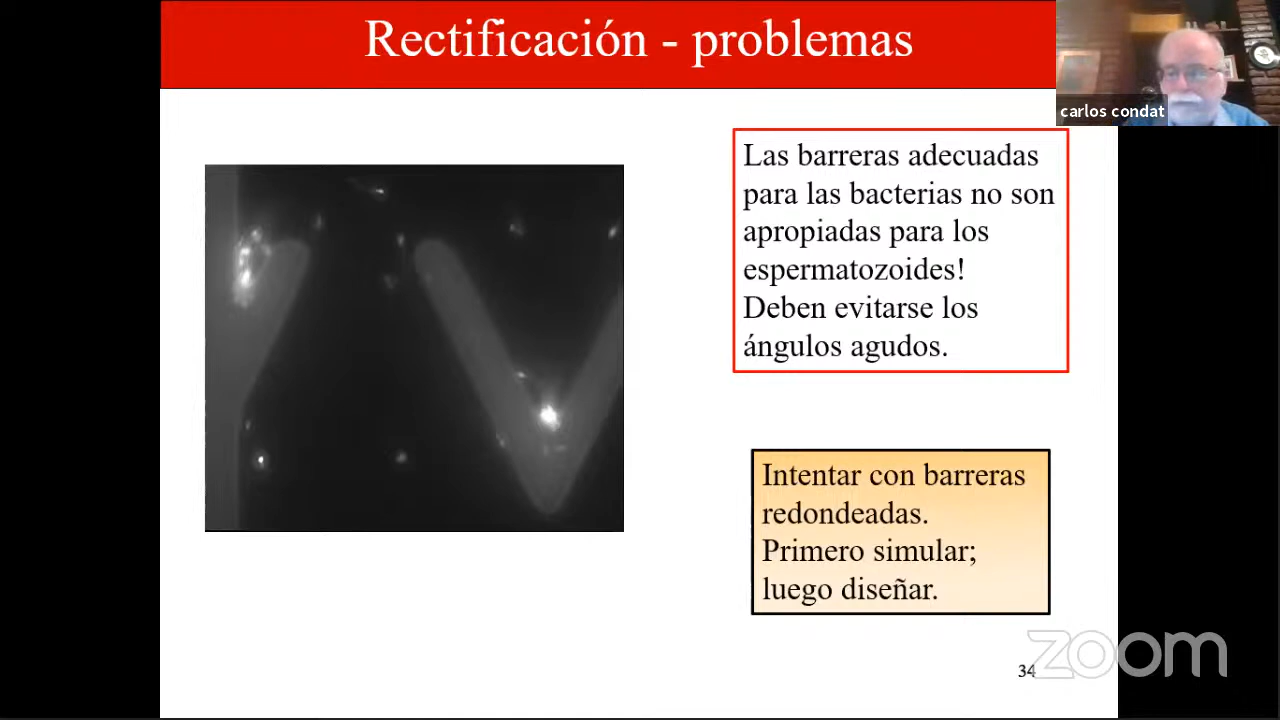 Rectificación - problemas
carlos condat
Las barreras adecuadas
para las bacterias no son
apropiadas para los
espermatozoides!
Deben evitarse los
ángulos agudos.
Intentar con barreras
redondeadas.
Primero simular;
luego diseñar.
34
zoom